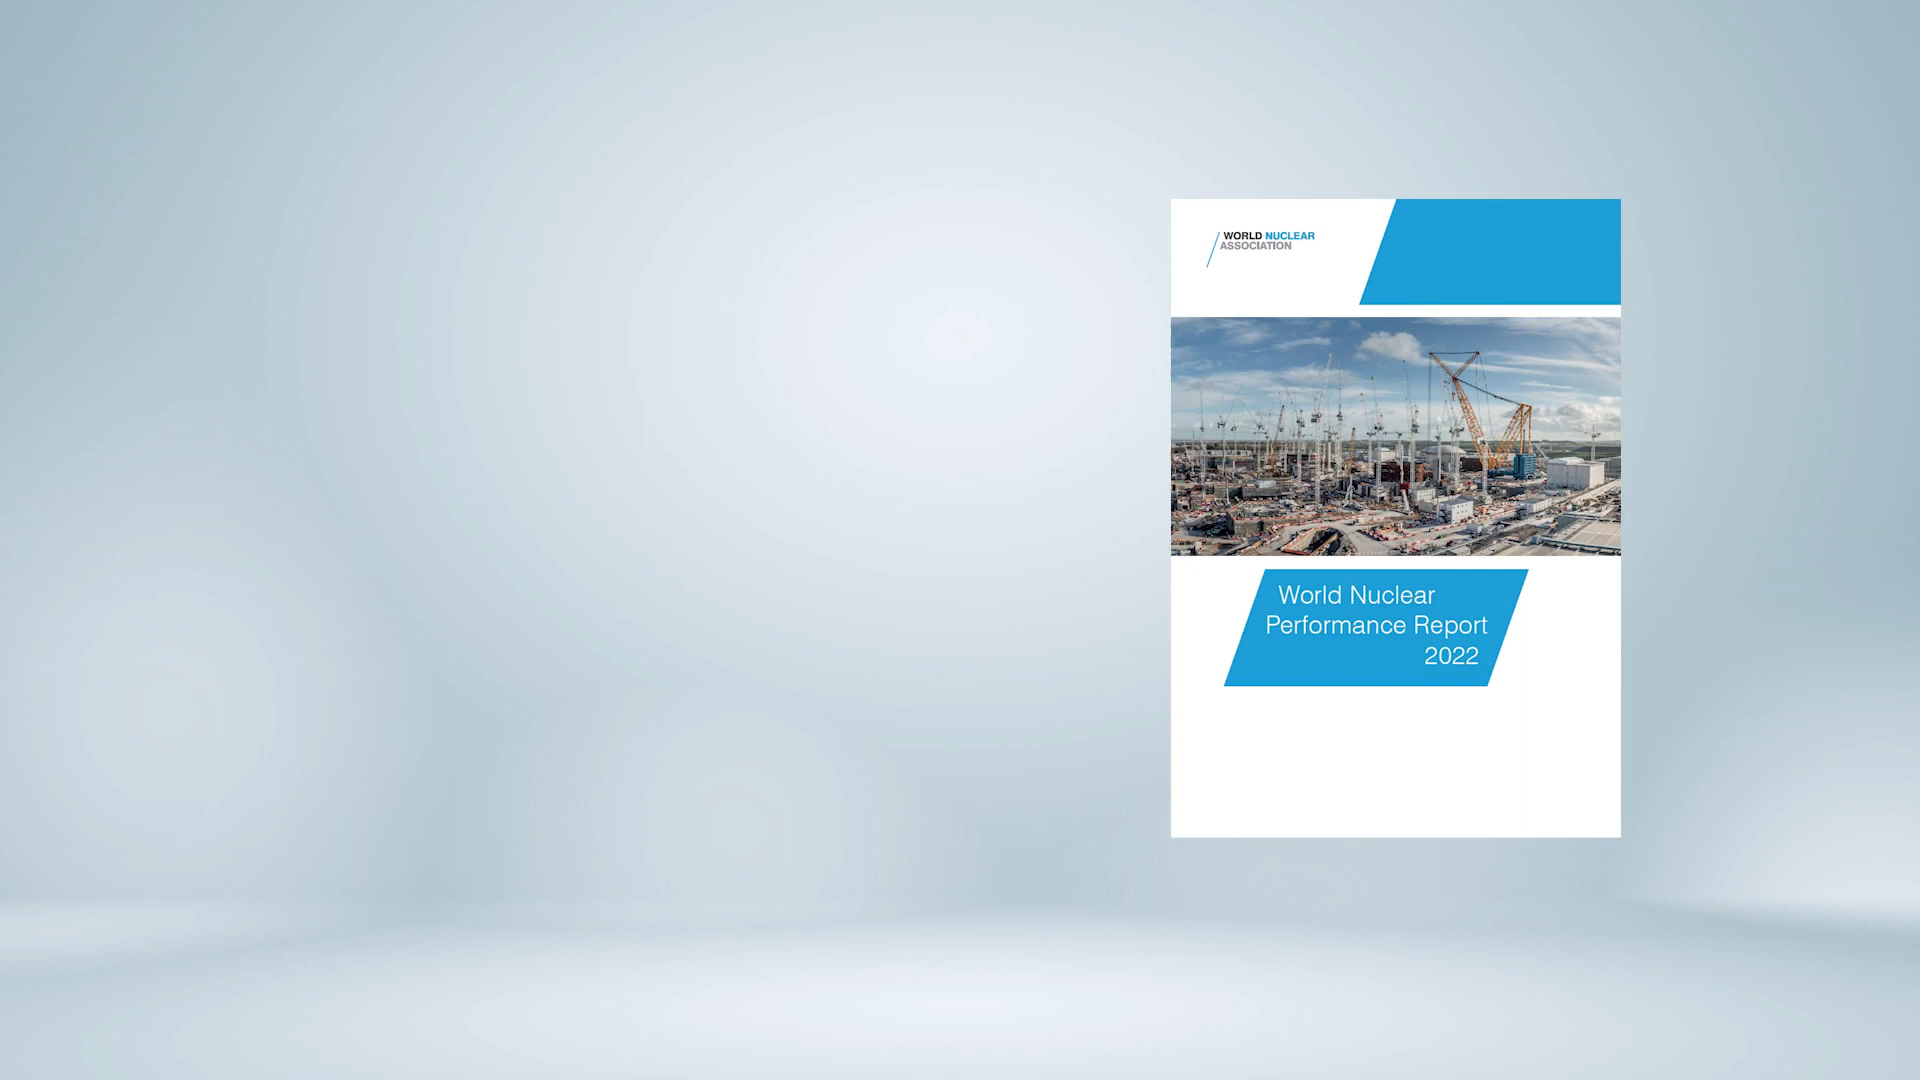 WORLD NUCLEAR
ASSOCIATION
World Nuclear
Performance Report
2022